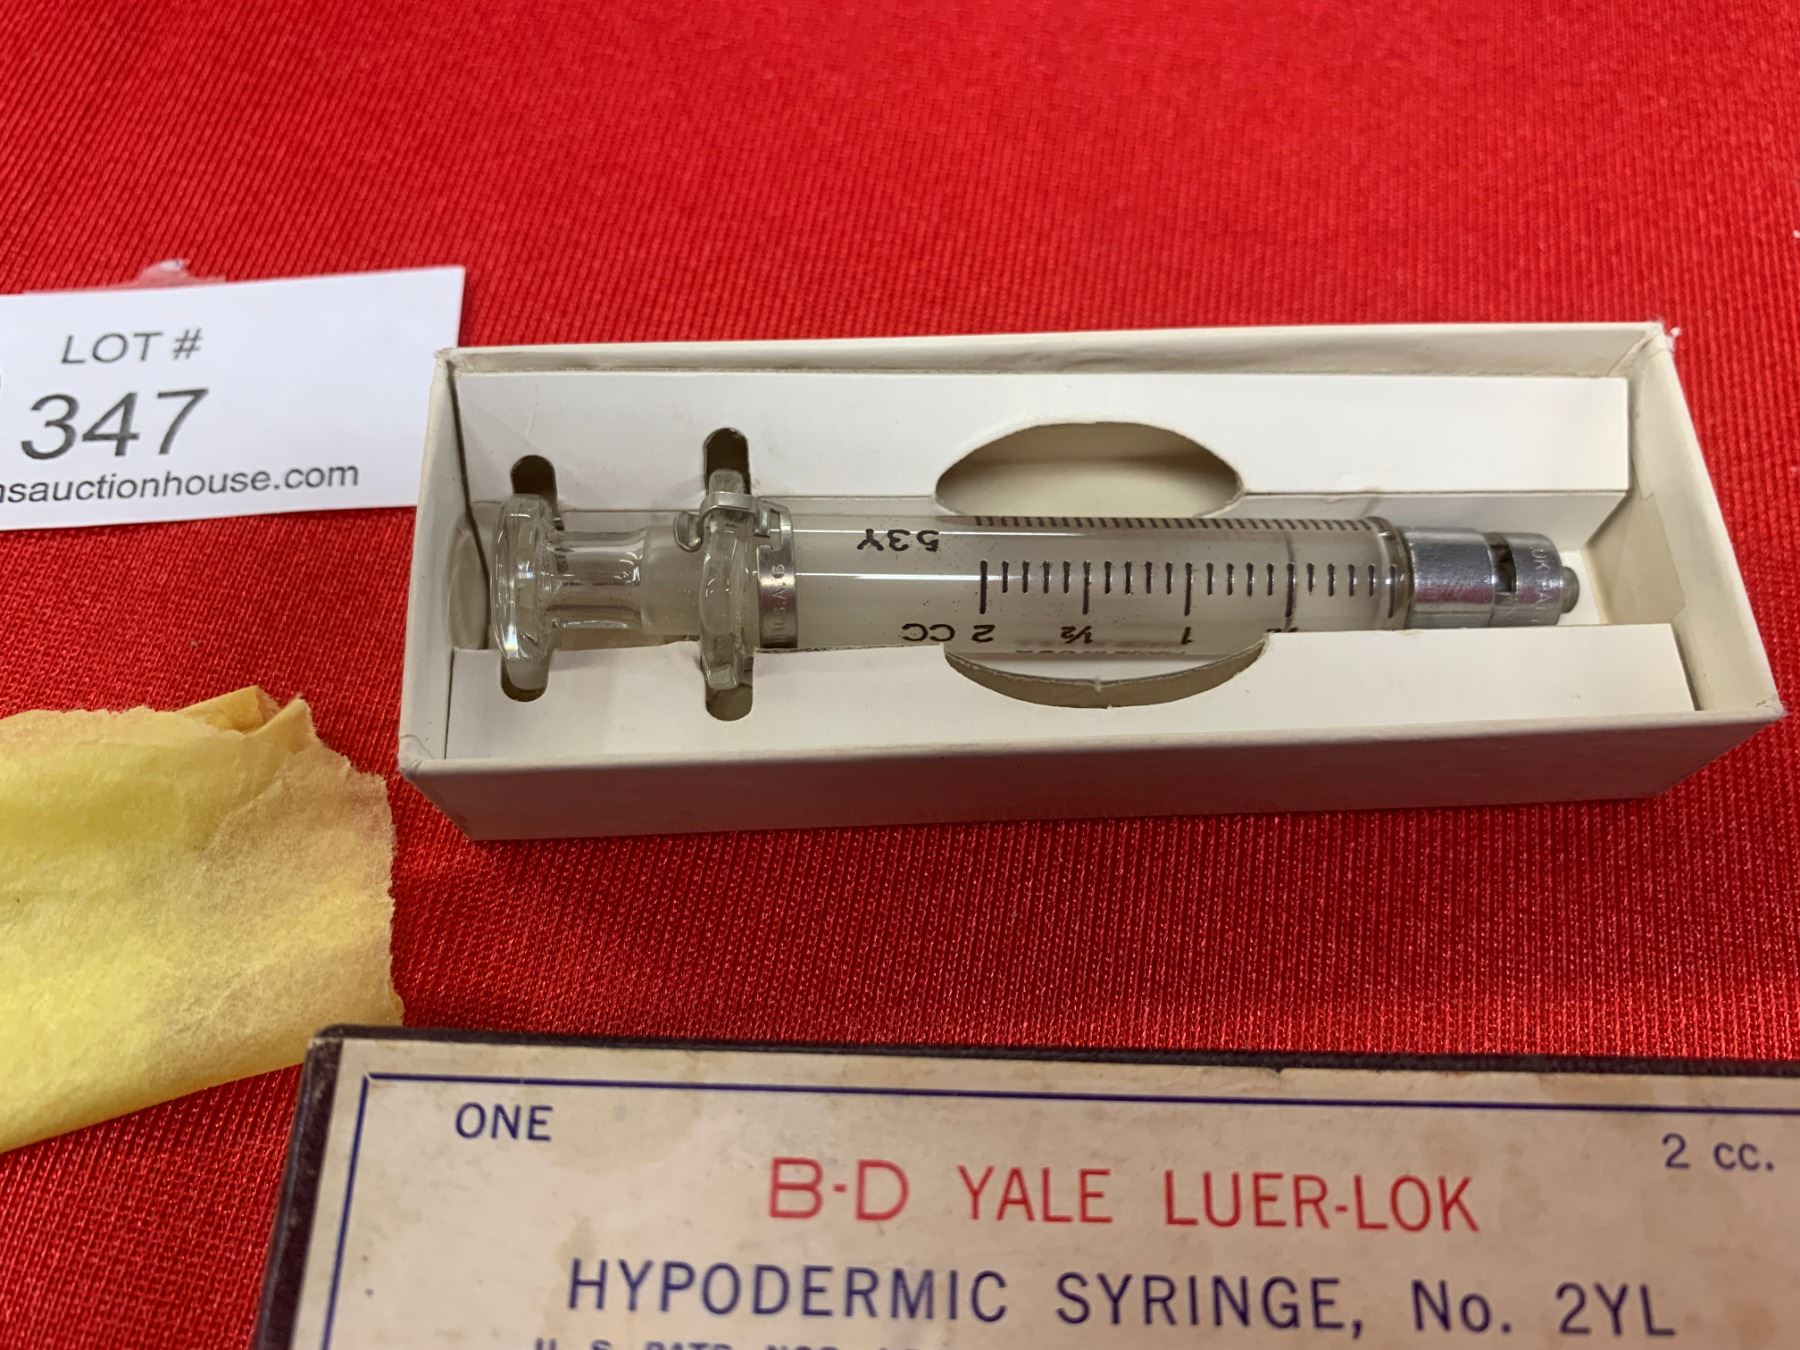 LOT #
347
nsauctionhouse.com
53Y
2 CC ½ 1
ONE
2 cc.
B-D YALE LUER-LOK
HYPODERMIC SYRINGE, No. 2YL